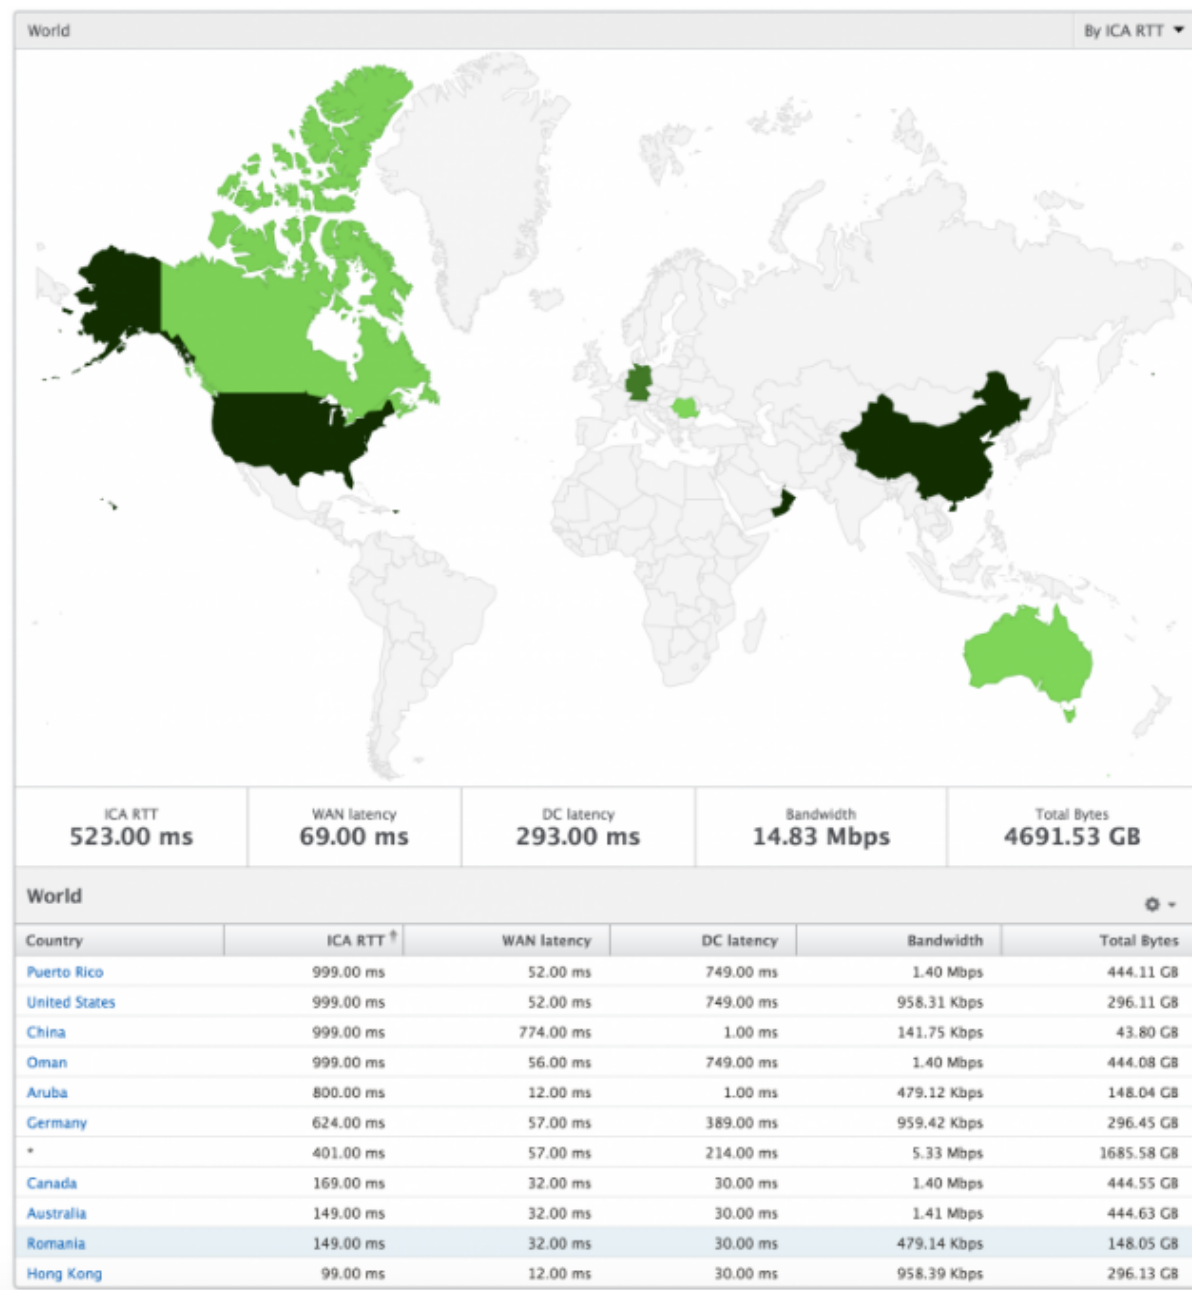 World By ICA RTT
ICA RTT WAN latency DC latency Bandwidth Total Bytes
523.00 ms 69.00 ms 293.00 ms 14.83 Mbps 4691.53 GB
World
Country ICA RTT WAN latency DC latency Bandwidth Total Bytes
Puerto Rico 999.00 ms 52.00 ms 749.00 ms 1.40 Mbps 444.11 GB
United States 999.00 ms 52.00 ms 749.00 ms 958.31 Kbps 296.11 GB
China 999.00 ms 774.00 ms 1.00 ms 141.75 Kbps 43.80 GB
Oman 999.00 ms 56.00 ms 749.00 ms 1.40 Mbps 444.08 GB
Aruba 800.00 ms 12.00 ms 1.00 ms 479.12 Kbps 148.04 GB
Germany 624.00 ms 57.00 ms 389.00 ms 959.42 Kbps 296.45 GB
* 401.00 ms 57.00 ms 214.00 ms 5.33 Mbps 1685.58 GB
Canada 169.00 ms 32.00 ms 30.00 ms 1.40 Mbps 444.55 GB
Australia 149.00 ms 32.00 ms 30.00 ms 1.41 Mbps 444.63 GB
Romania 149.00 ms 32.00 ms 30.00 ms 479.14 Kbps 148.05 GB
Hong Kong 99.00 ms 12.00 ms 30.00 ms 958.39 Kbps 296.13 GB